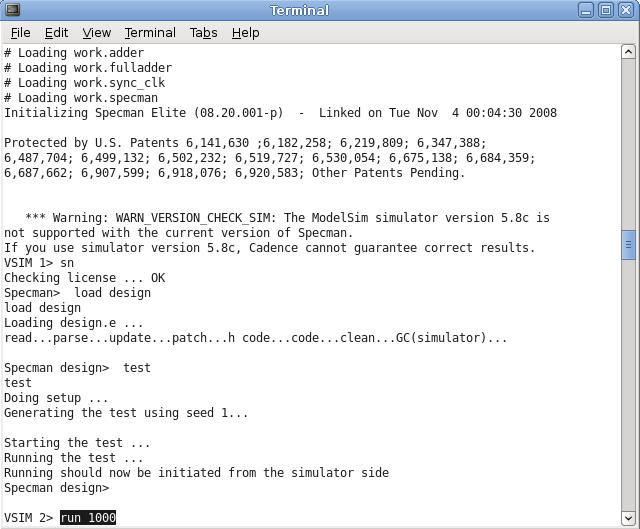 Terminal
File Edit View Terminal Tabs Help
# Loading work.adder
# Loading work.fulladder
# Loading work.sync_clk
# Loading work.specman
Initializing Specman Elite (08.20.001-p)  -  Linked on Tue Nov  4 00:04:30 2008
Protected by U.S. Patents 6,141,630 ;6,182,258; 6,219,809; 6,347,388;
6,487,704; 6,499,132; 6,502,232; 6,519,727; 6,530,054; 6,675,138; 6,684,359;
6,687,662; 6,907,599; 6,918,076; 6,920,583; Other Patents Pending.
*** Warning: WARN_VERSION_CHECK_SIM: The ModelSim simulator version 5.8c is
not supported with the current version of Specman.
If you use simulator version 5.8c, Cadence cannot guarantee correct results.
VSIM 1> sn
Checking license ... OK
Specman>  load design
load design
Loading design.e ...
read...parse...update...patch...h code...code...clean...GC(simulator)...
Specman design>  test
test
Doing setup ...
Generating the test using seed 1...
Starting the test ...
Running the test ...
Running should now be initiated from the simulator side
Specman design>
VSIM 2> run 1000